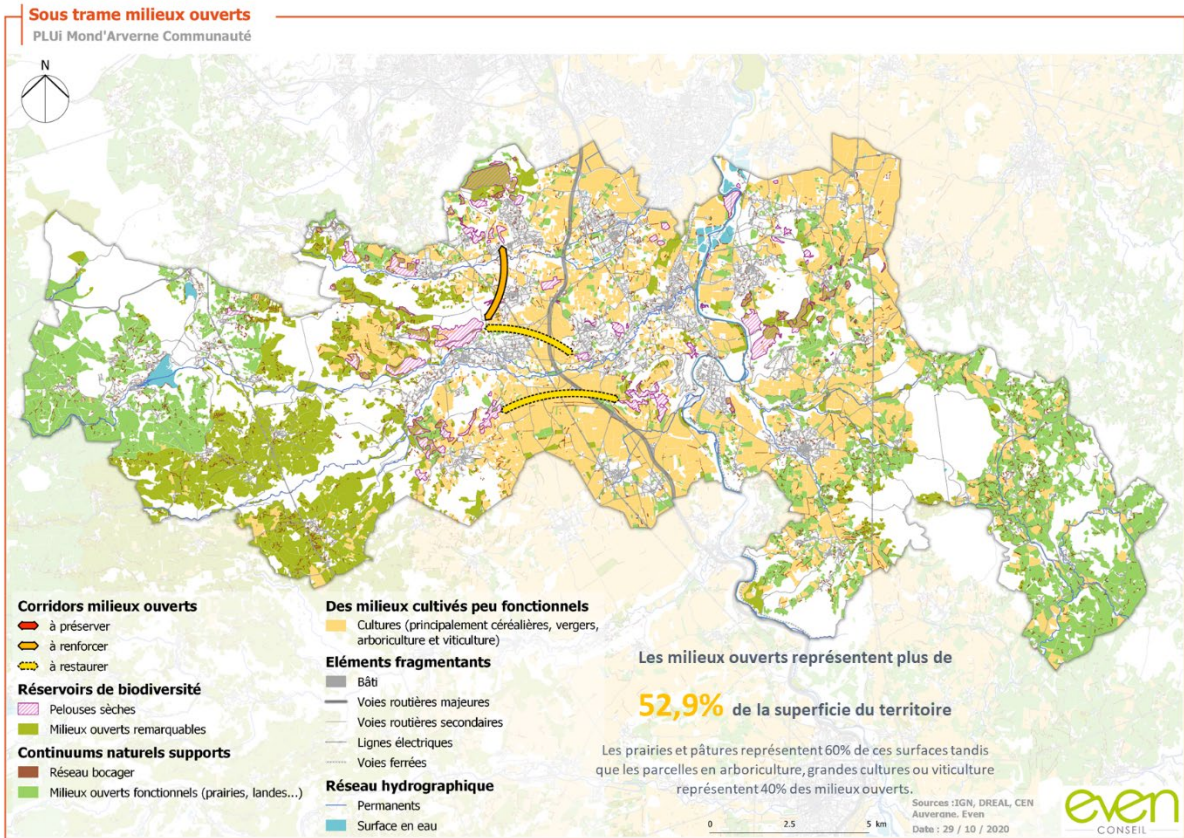 Sous trame milieux ouverts
PLUi Mond'Arverne Communauté
N
Corridors milieux ouverts
à préserver
à renforcer
à restaurer
Réservoirs de biodiversité
Pelouses sèches
Milieux ouverts remarquables
Continuums naturels supports
Réseau bocager
Milieux ouverts fonctionnels (prairies, landes...)
Des milieux cultivés peu fonctionnels
Cultures (principalement céréalières, vergers,
arboriculture et viticulture)
Eléments fragmentants
Bâti
Voies routières majeures
Voies routières secondaires
Lignes électriques
Voies ferrées
Réseau hydrographique
Permanents
Surface en eau
Les milieux ouverts représentent plus de
52,9% de la superficie du territoire
Les prairies et pâtures représentent 60% de ces surfaces tandis
que les parcelles en arboriculture, grandes cultures ou viticulture
représentent 40% des milieux ouverts.
0 2.5 5 km
Sources :IGN, DREAL, CEN
Auvergne. Even
Date : 29 / 10 / 2020
even
CONSEIL